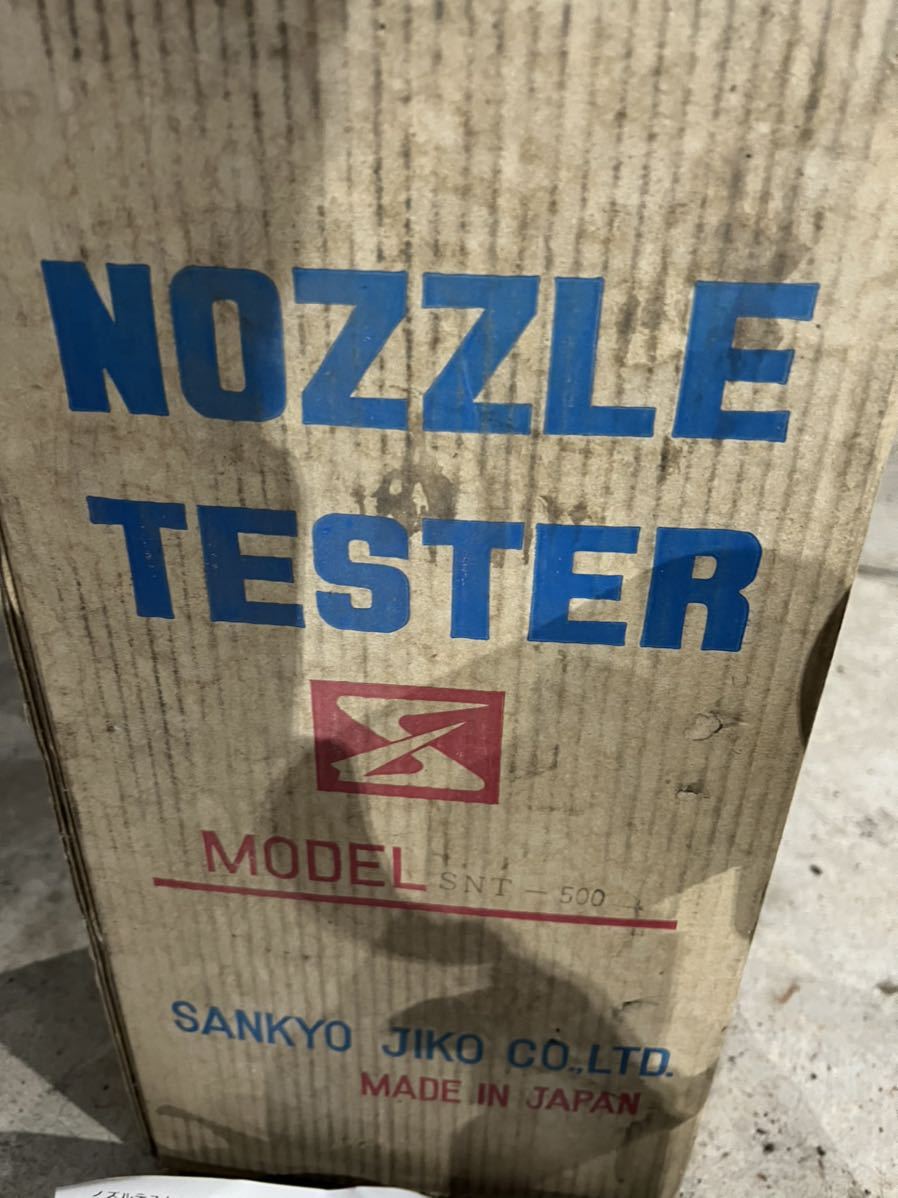 NOZZLE
TESTER
MODEL SNT-500
SANKYO JIKO CO.,LTD.
MADE IN JAPAN